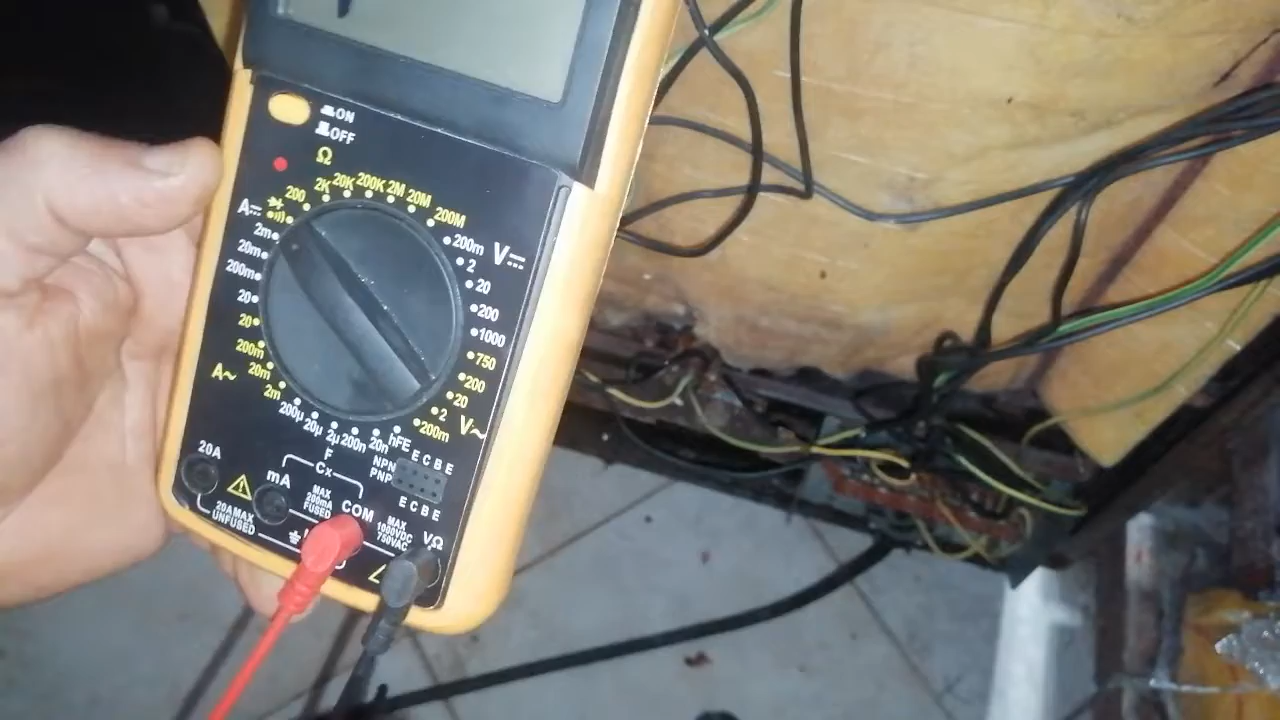 ON
OFF
Ω
200 2K 20K 200K 2M 20M 200M
A⎓
2m
20m
200m
20
20
200m
20m
2m
A~
200m V⎓
2
20
200
1000
750
200
20
2
200m V~
200µ 20µ 2µ 200n 20n hFE
F
Cx
NPN
PNP
E C B E
E C B E
20A
mA
COM
VΩ
MAX
200mA
FUSED
MAX
1000VDC
750VAC
20A MAX
UNFUSED